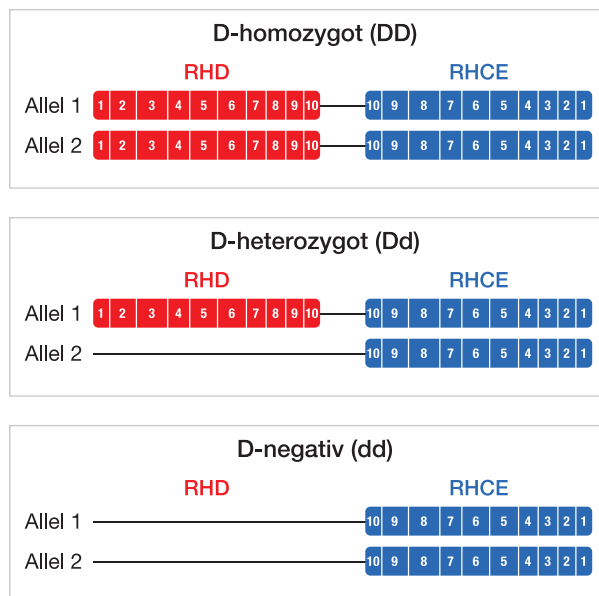 D-homozygot (DD)
RHD RHCE
Allel 1 1 2 3 4 5 6 7 8 9 10 10 9 8 7 6 5 4 3 2 1
Allel 2 1 2 3 4 5 6 7 8 9 10 10 9 8 7 6 5 4 3 2 1
D-heterozygot (Dd)
RHD RHCE
Allel 1 1 2 3 4 5 6 7 8 9 10 10 9 8 7 6 5 4 3 2 1
Allel 2 10 9 8 7 6 5 4 3 2 1
D-negativ (dd)
RHD RHCE
Allel 1 10 9 8 7 6 5 4 3 2 1
Allel 2 10 9 8 7 6 5 4 3 2 1